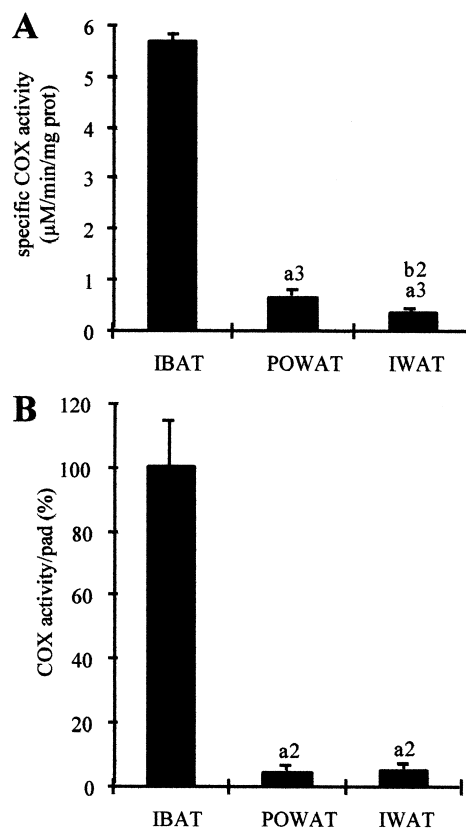 A
specific COX activity
(µM/min/mg prot)
6
5
4
3
2
1
0
a3
b2
a3
IBAT POWAT IWAT
B
COX activity/pad (%)
120
100
80
60
40
20
0
a2 a2
IBAT POWAT IWAT